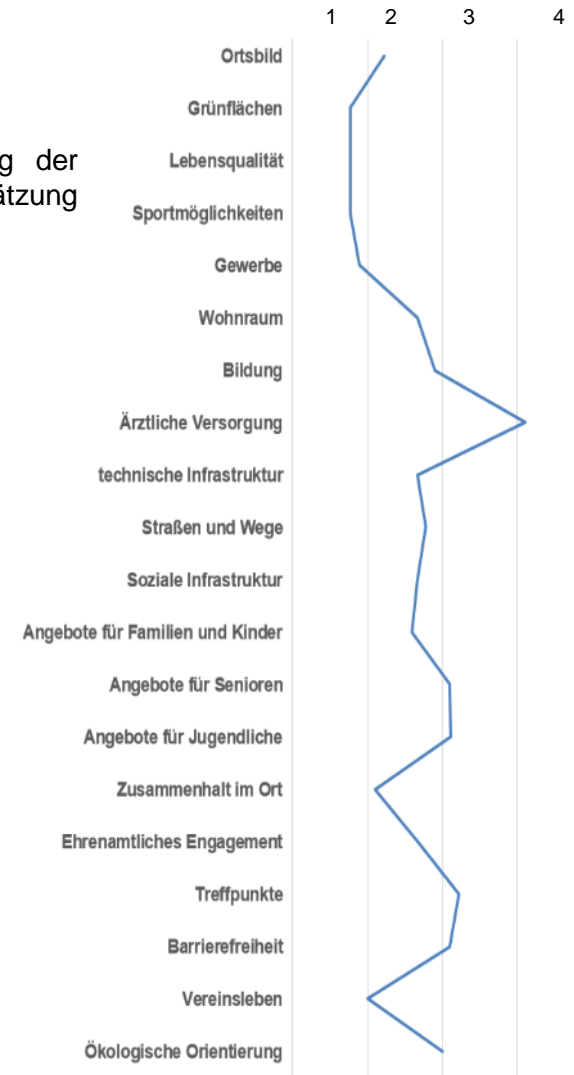 1 2 3 4
Ortsbild
Grünflächen
der
Lebensqualität
Sportmöglichkeiten
Gewerbe
Wohnraum
Bildung
Ärztliche Versorgung
technische Infrastruktur
Straßen und Wege
Soziale Infrastruktur
Angebote für Familien und Kinder
Angebote für Senioren
Angebote für Jugendliche
Zusammenhalt im Ort
Ehrenamtliches Engagement
Treffpunkte
Barrierefreiheit
Vereinsleben
Ökologische Orientierung